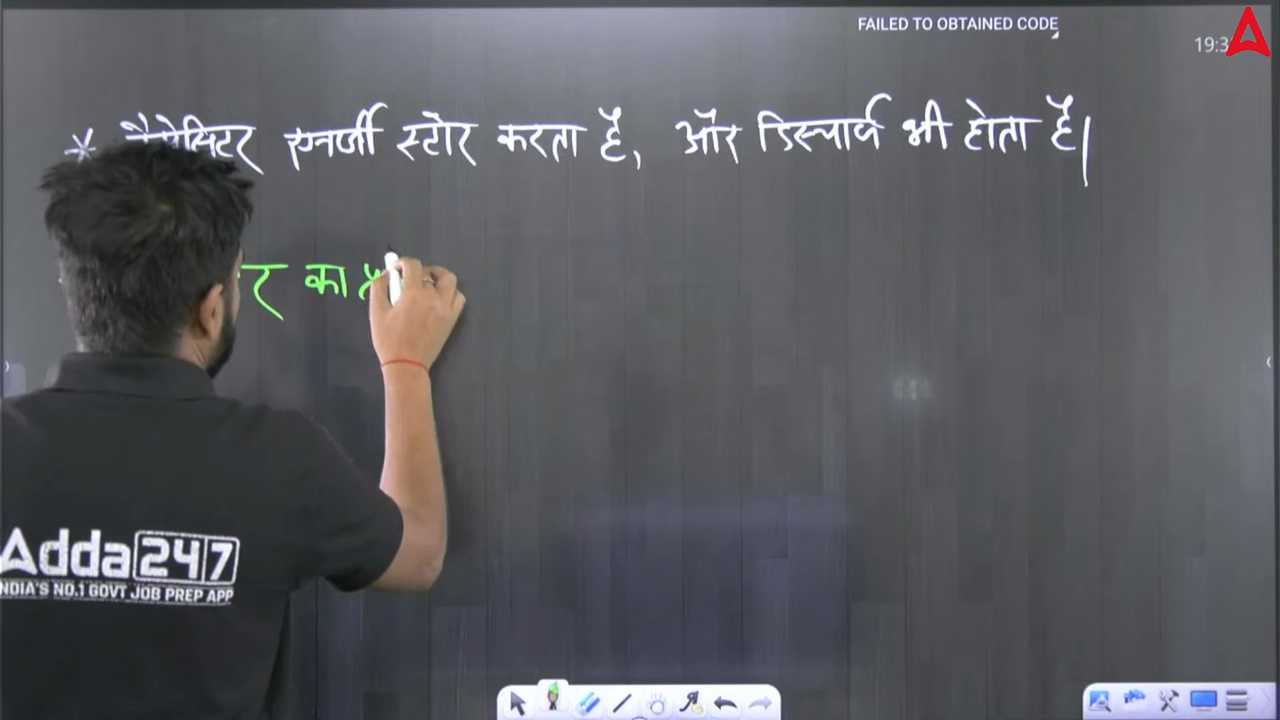 FAILED TO OBTAINED CODE
19:3
* कैपेसिटर एनर्जी स्टोर करता है, और डिस्चार्ज भी होता है।
र का
Adda247
INDIA'S NO.1 GOVT JOB PREP APP